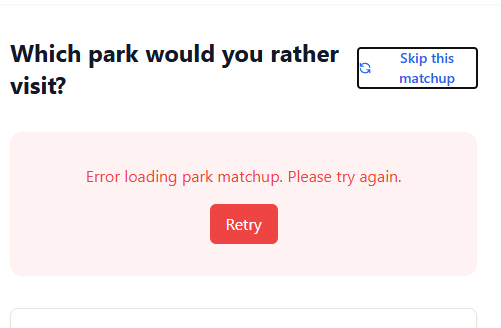 Which park would you rather
visit?
Skip this
matchup
Error loading park matchup. Please try again.
Retry